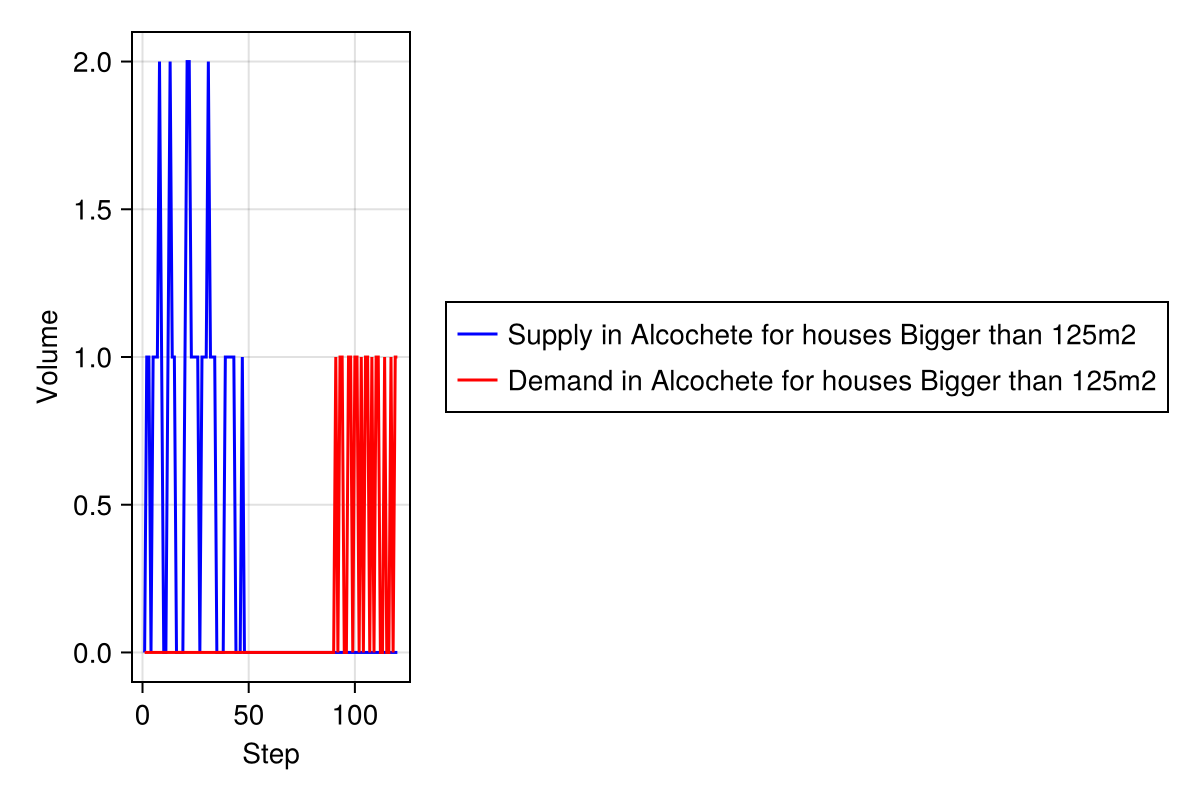 2.0
1.5
1.0
0.5
0.0
Volume
0 50 100
Step
Supply in Alcochete for houses Bigger than 125m2
Demand in Alcochete for houses Bigger than 125m2